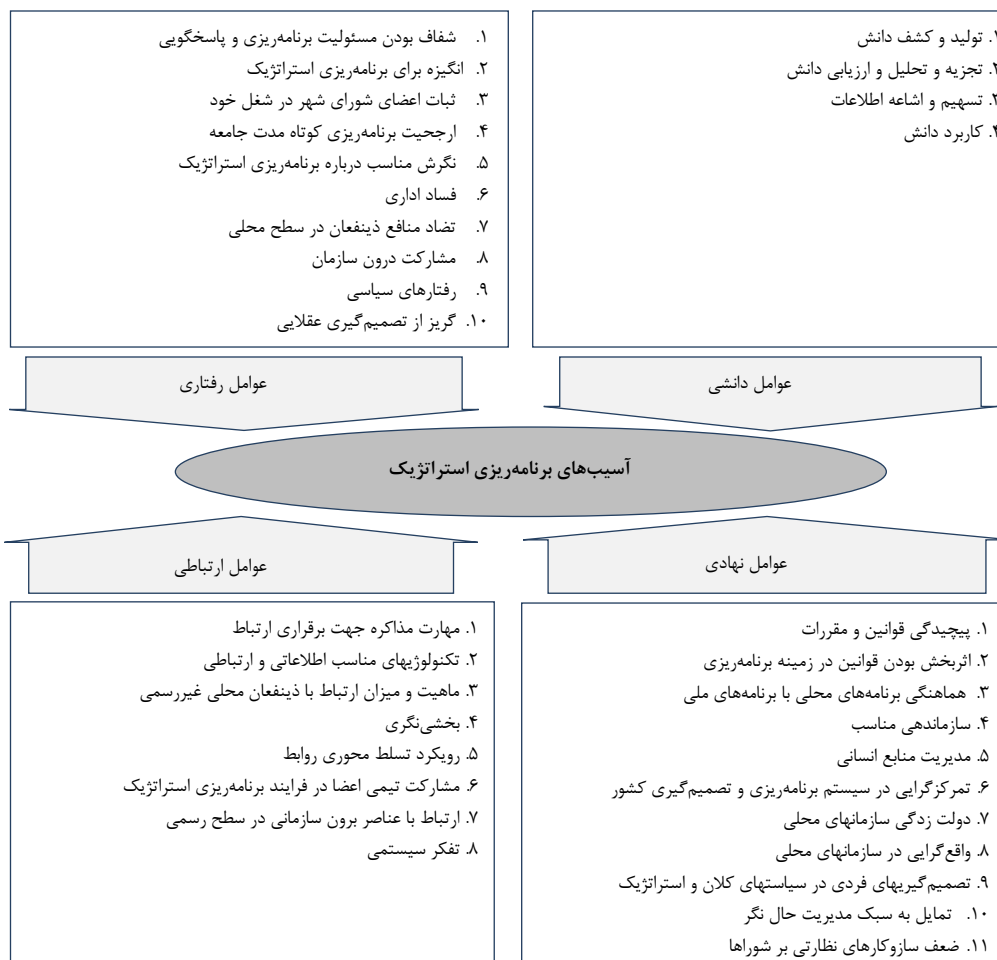 ۱. تولید و کشف دانش
۲. تجزیه و تحلیل و ارزیابی دانش
۳. تسهیم و اشاعه اطلاعات
۴. کاربرد دانش
۱. شفاف بودن مسئولیت برنامه‌ریزی و پاسخگویی
۲. انگیزه برای برنامه‌ریزی استراتژیک
۳. ثبات اعضای شورای شهر در شغل خود
۴. ارجحیت برنامه‌ریزی کوتاه مدت جامعه
۵. نگرش مناسب درباره برنامه‌ریزی استراتژیک
۶. فساد اداری
۷. تضاد منافع ذینفعان در سطح محلی
۸. مشارکت درون سازمان
۹. رفتارهای سیاسی
۱۰. گریز از تصمیم‌گیری عقلایی
عوامل دانشی
عوامل رفتاری
آسیب‌های برنامه‌ریزی استراتژیک
عوامل نهادی
عوامل ارتباطی
۱. پیچیدگی قوانین و مقررات
۲. اثربخش بودن قوانین در زمینه برنامه‌ریزی
۳. هماهنگی برنامه‌های محلی با برنامه‌های ملی
۴. سازماندهی مناسب
۵. مدیریت منابع انسانی
۶. تمرکزگرایی در سیستم برنامه‌ریزی و تصمیم‌گیری کشور
۷. دولت زدگی سازمانهای محلی
۸. واقع‌گرایی در سازمانهای محلی
۹. تصمیم‌گیریهای فردی در سیاستهای کلان و استراتژیک
۱۰. تمایل به سبک مدیریت حال نگر
۱۱. ضعف سازوکارهای نظارتی بر شوراها
۱. مهارت مذاکره جهت برقراری ارتباط
۲. تکنولوژیهای مناسب اطلاعاتی و ارتباطی
۳. ماهیت و میزان ارتباط با ذینفعان محلی غیررسمی
۴. بخشی‌نگری
۵. رویکرد تسلط محوری روابط
۶. مشارکت تیمی اعضا در فرایند برنامه‌ریزی استراتژیک
۷. ارتباط با عناصر برون سازمانی در سطح رسمی
۸. تفکر سیستمی